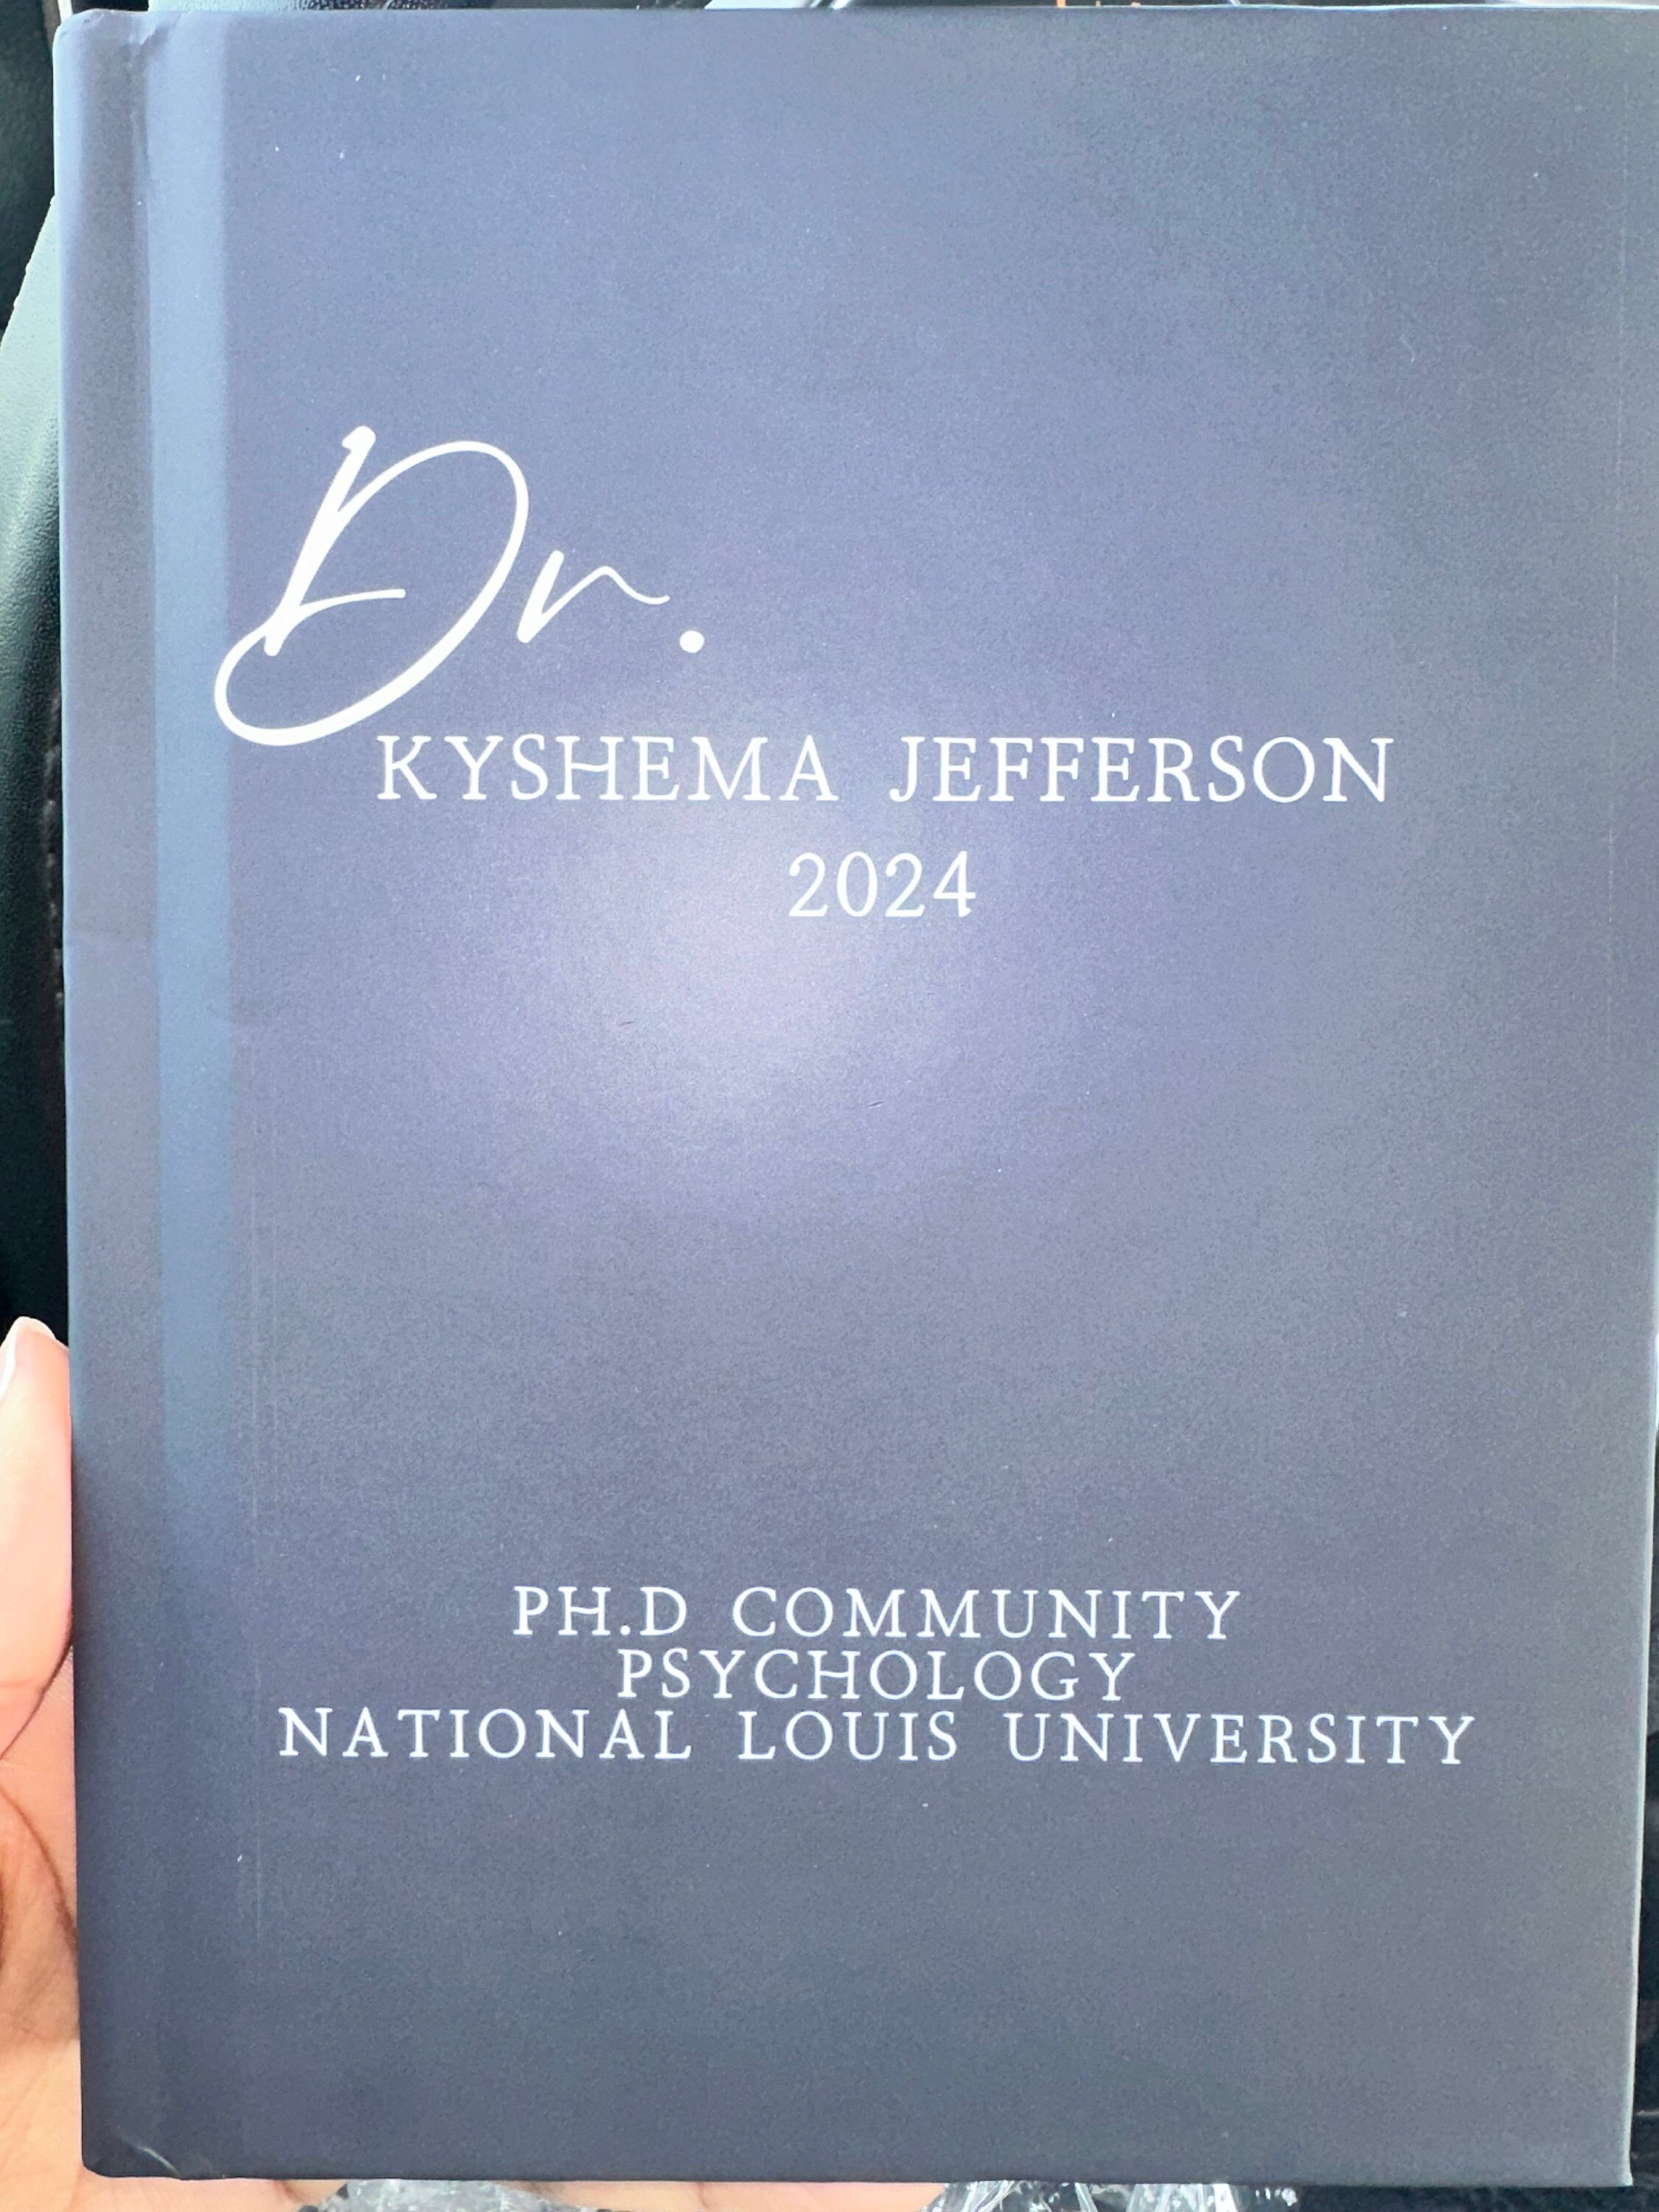 Dr.
KYSHEMA JEFFERSON
2024
PH.D COMMUNITY
PSYCHOLOGY
NATIONAL LOUIS UNIVERSITY